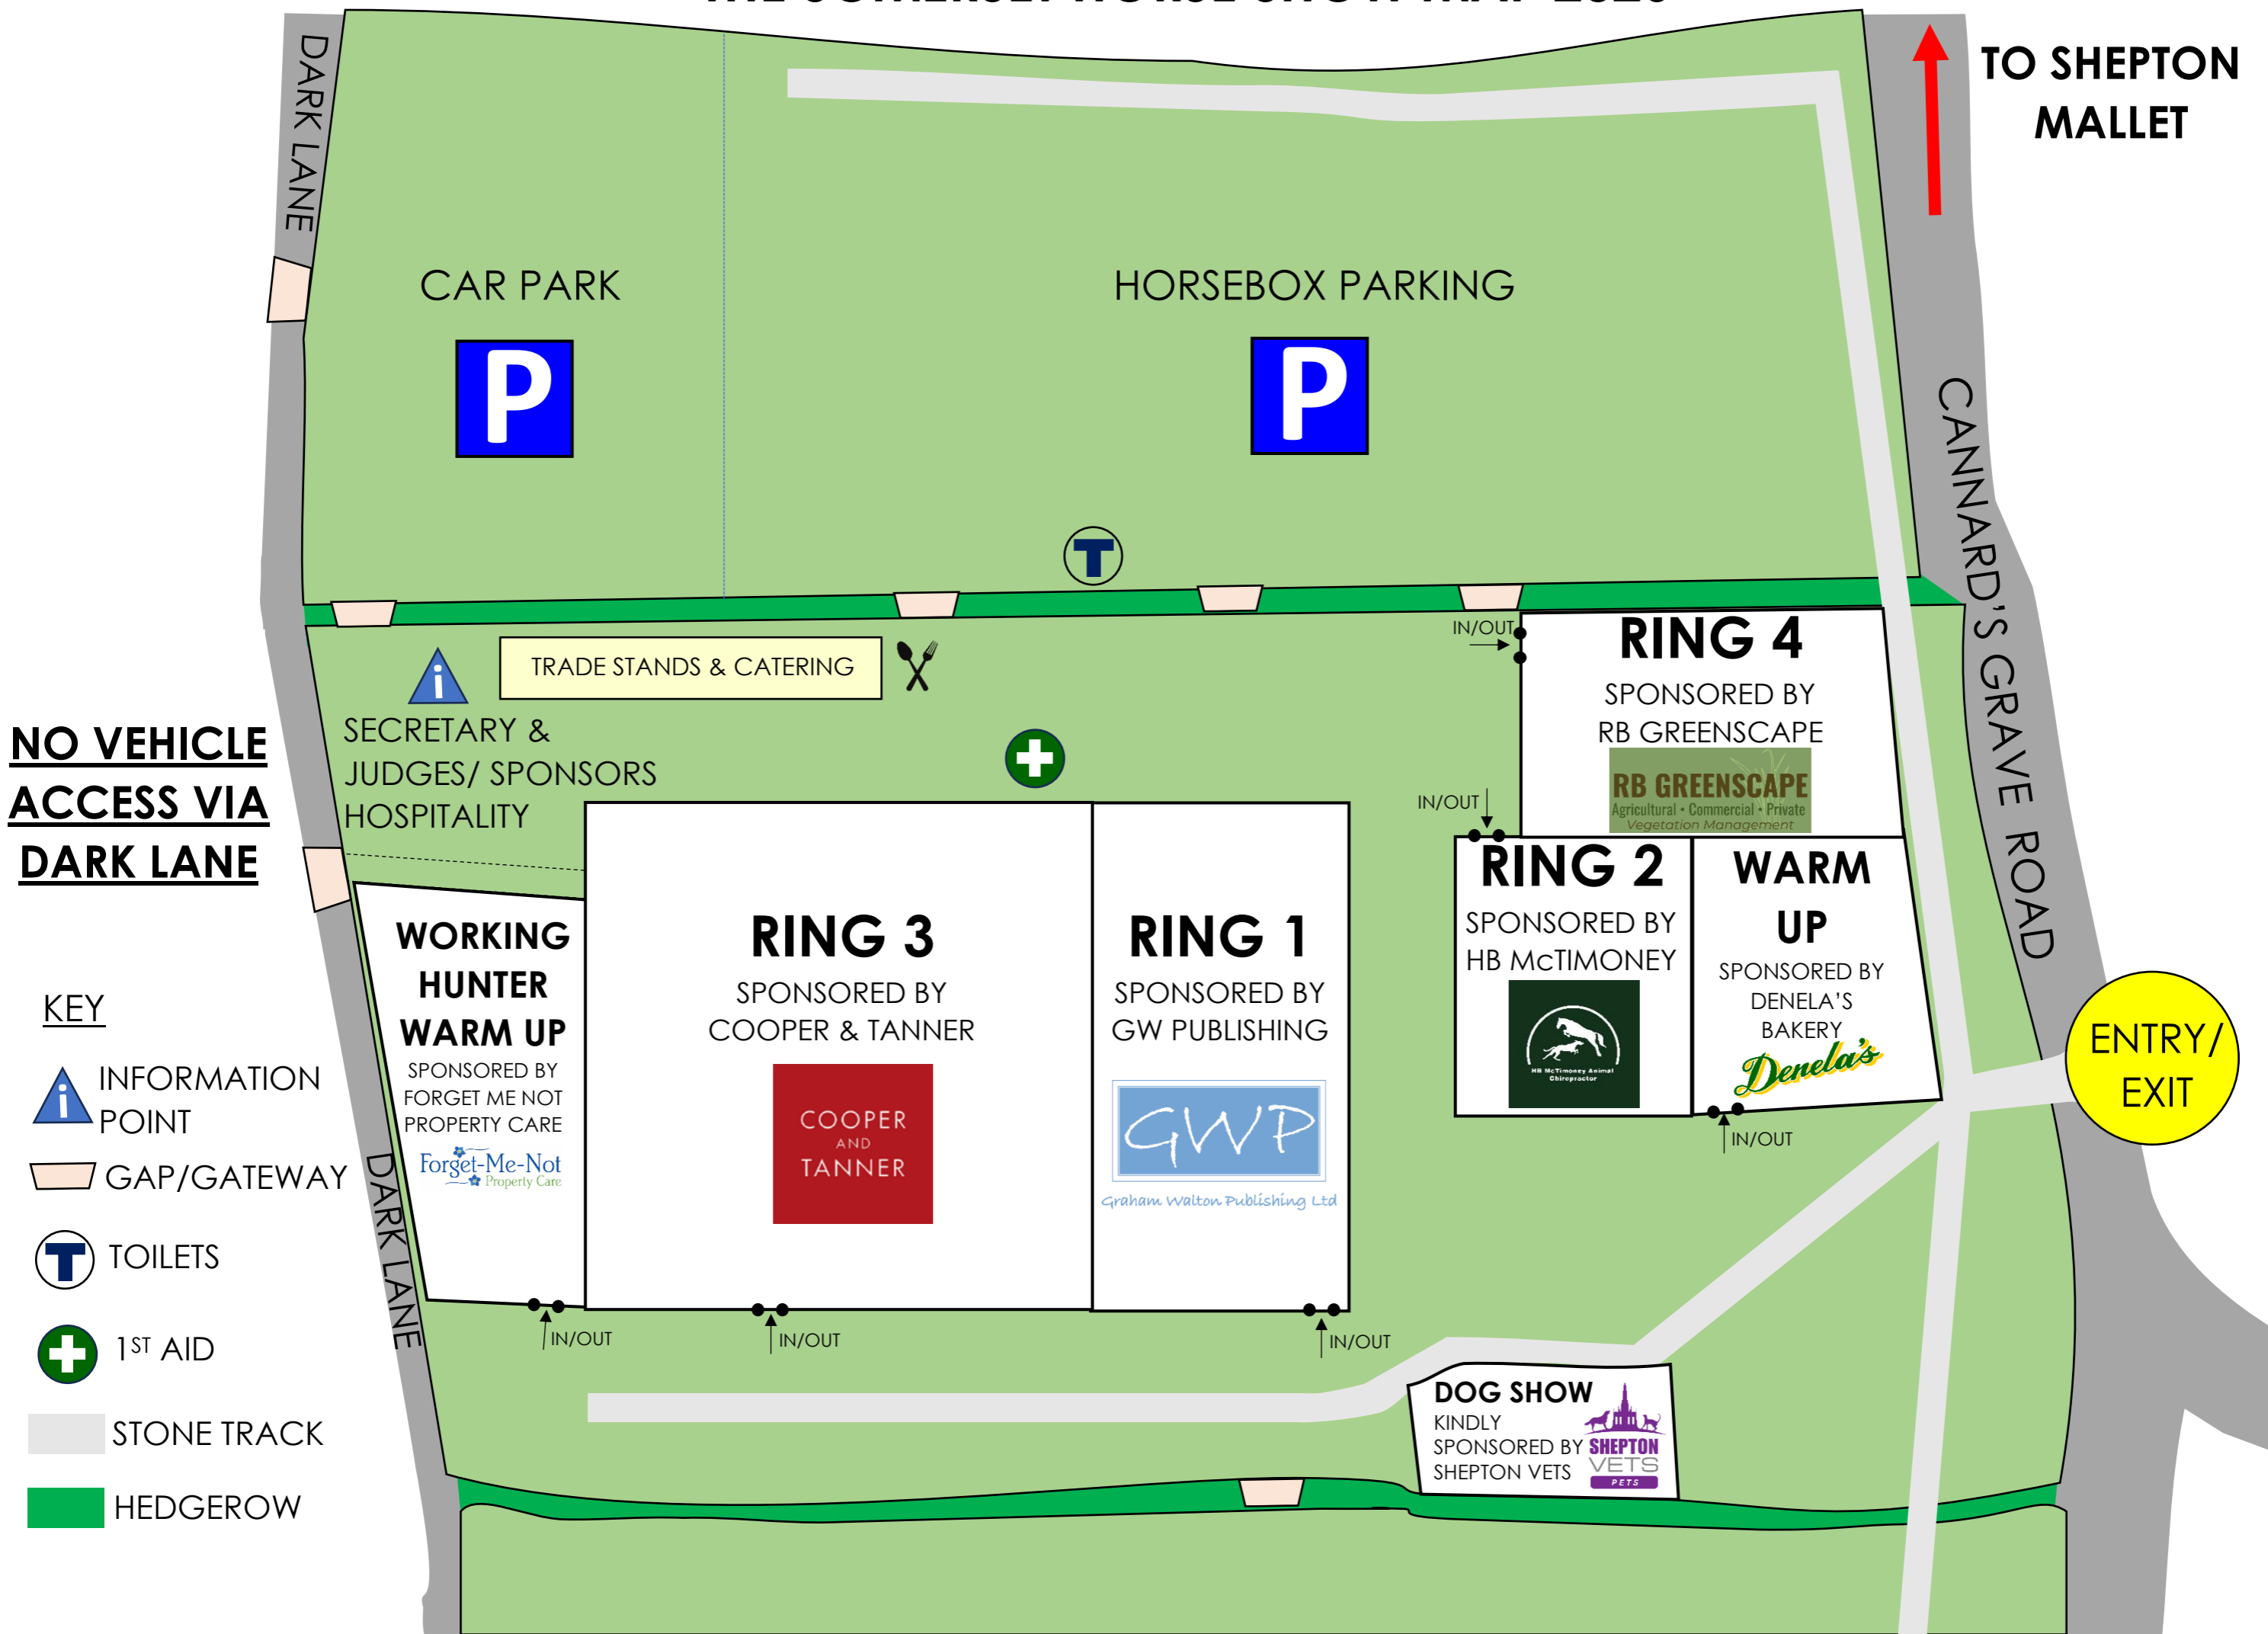 DARK LANE
TO SHEPTON
MALLET
CAR PARK
P
HORSEBOX PARKING
P
CANNARD'S GRAVE ROAD
T
IN/OUT
RING 4
SPONSORED BY
RB GREENSCAPE
RB GREENSCAPE
Agricultural • Commercial • Private
Vegetation Management
i
TRADE STANDS & CATERING
SECRETARY &
JUDGES/ SPONSORS
HOSPITALITY
NO VEHICLE
ACCESS VIA
DARK LANE
IN/OUT
RING 2
SPONSORED BY
HB McTIMONEY
HB McTimoney Animal
Chiropractor
WARM
UP
SPONSORED BY
DENELA'S
BAKERY
Denela's
IN/OUT
ENTRY/
EXIT
WORKING
HUNTER
WARM UP
SPONSORED BY
FORGET ME NOT
PROPERTY CARE
Forget-Me-Not
Property Care
IN/OUT
RING 3
SPONSORED BY
COOPER & TANNER
COOPER
AND
TANNER
IN/OUT
RING 1
SPONSORED BY
GW PUBLISHING
GWP
Graham Walton Publishing Ltd
IN/OUT
DARK LANE
DOG SHOW
KINDLY
SPONSORED BY
SHEPTON VETS
SHEPTON
VETS
PETS
KEY
i
INFORMATION
POINT
GAP/GATEWAY
T
TOILETS
1ST AID
STONE TRACK
HEDGEROW